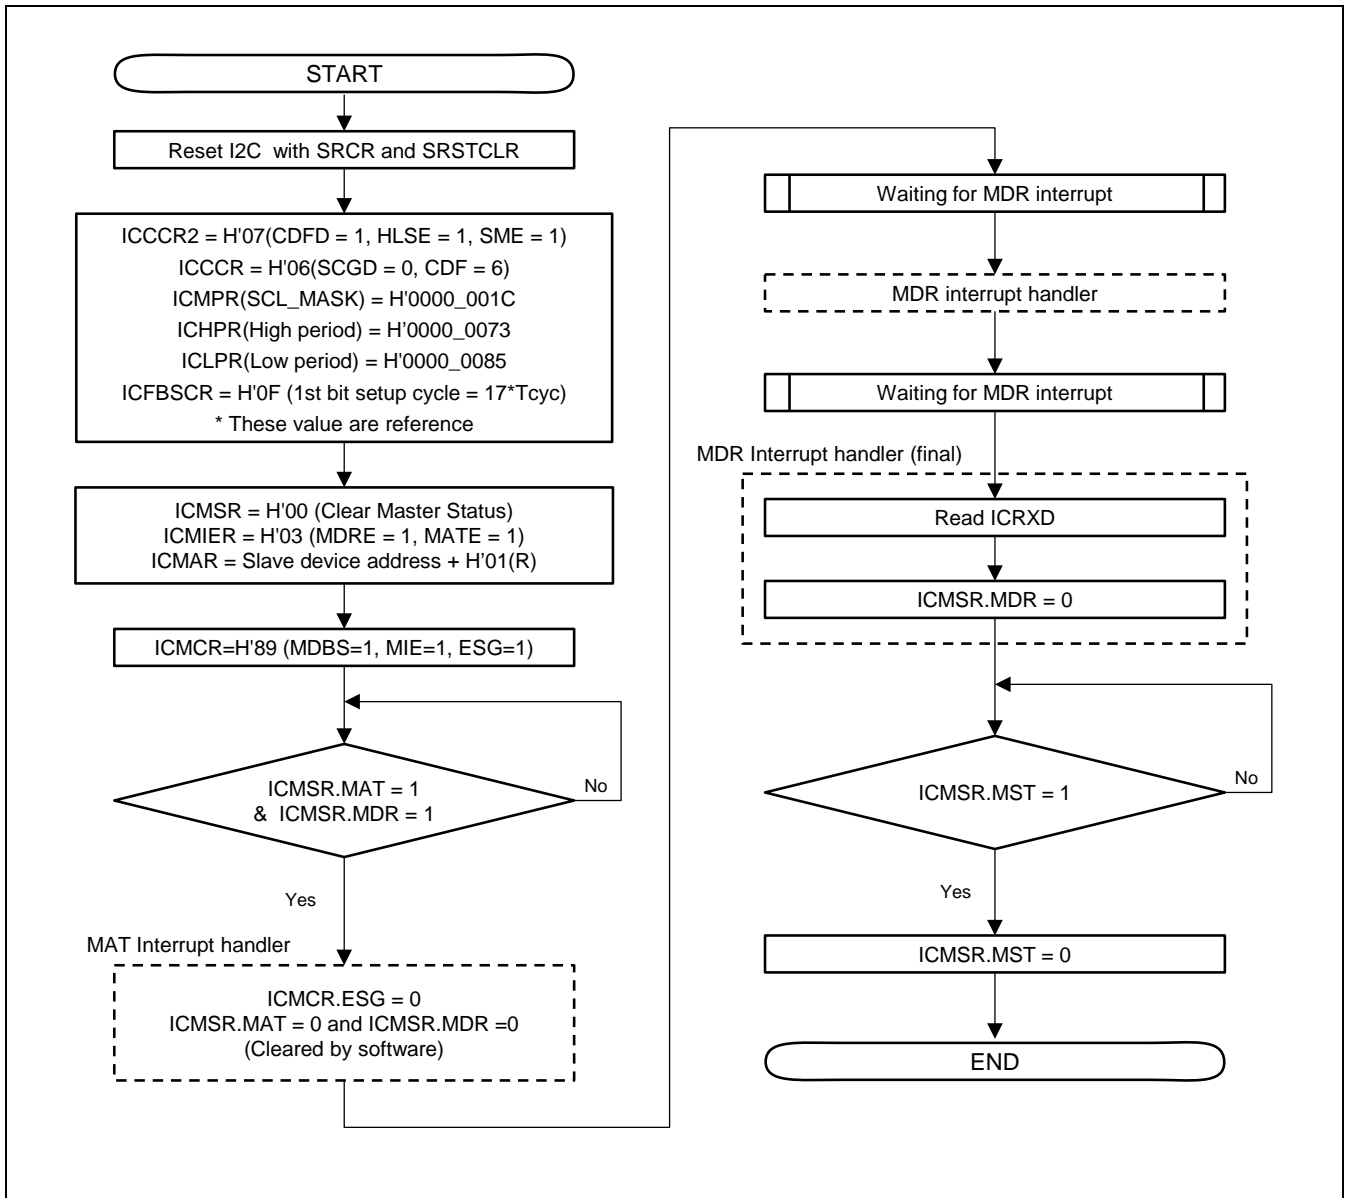 START
Reset I2C  with SRCR and SRSTCLR
ICCCR2 = H'07(CDFD = 1, HLSE = 1, SME = 1)
ICCCR = H'06(SCGD = 0, CDF = 6)
ICMPR(SCL_MASK) = H'0000_001C
ICHPR(High period) = H'0000_0073
ICLPR(Low period) = H'0000_0085
ICFBSCR = H'0F (1st bit setup cycle = 17*Tcyc)
* These value are reference
ICMSR = H'00 (Clear Master Status)
ICMIER = H'03 (MDRE = 1, MATE = 1)
ICMAR = Slave device address + H'01(R)
ICMCR=H'89 (MDBS=1, MIE=1, ESG=1)
ICMSR.MAT = 1
&  ICMSR.MDR = 1
No
Yes
MAT Interrupt handler
ICMCR.ESG = 0
ICMSR.MAT = 0 and ICMSR.MDR =0
(Cleared by software)
Waiting for MDR interrupt
MDR interrupt handler
Waiting for MDR interrupt
MDR Interrupt handler (final)
Read ICRXD
ICMSR.MDR = 0
ICMSR.MST = 1
No
Yes
ICMSR.MST = 0
END